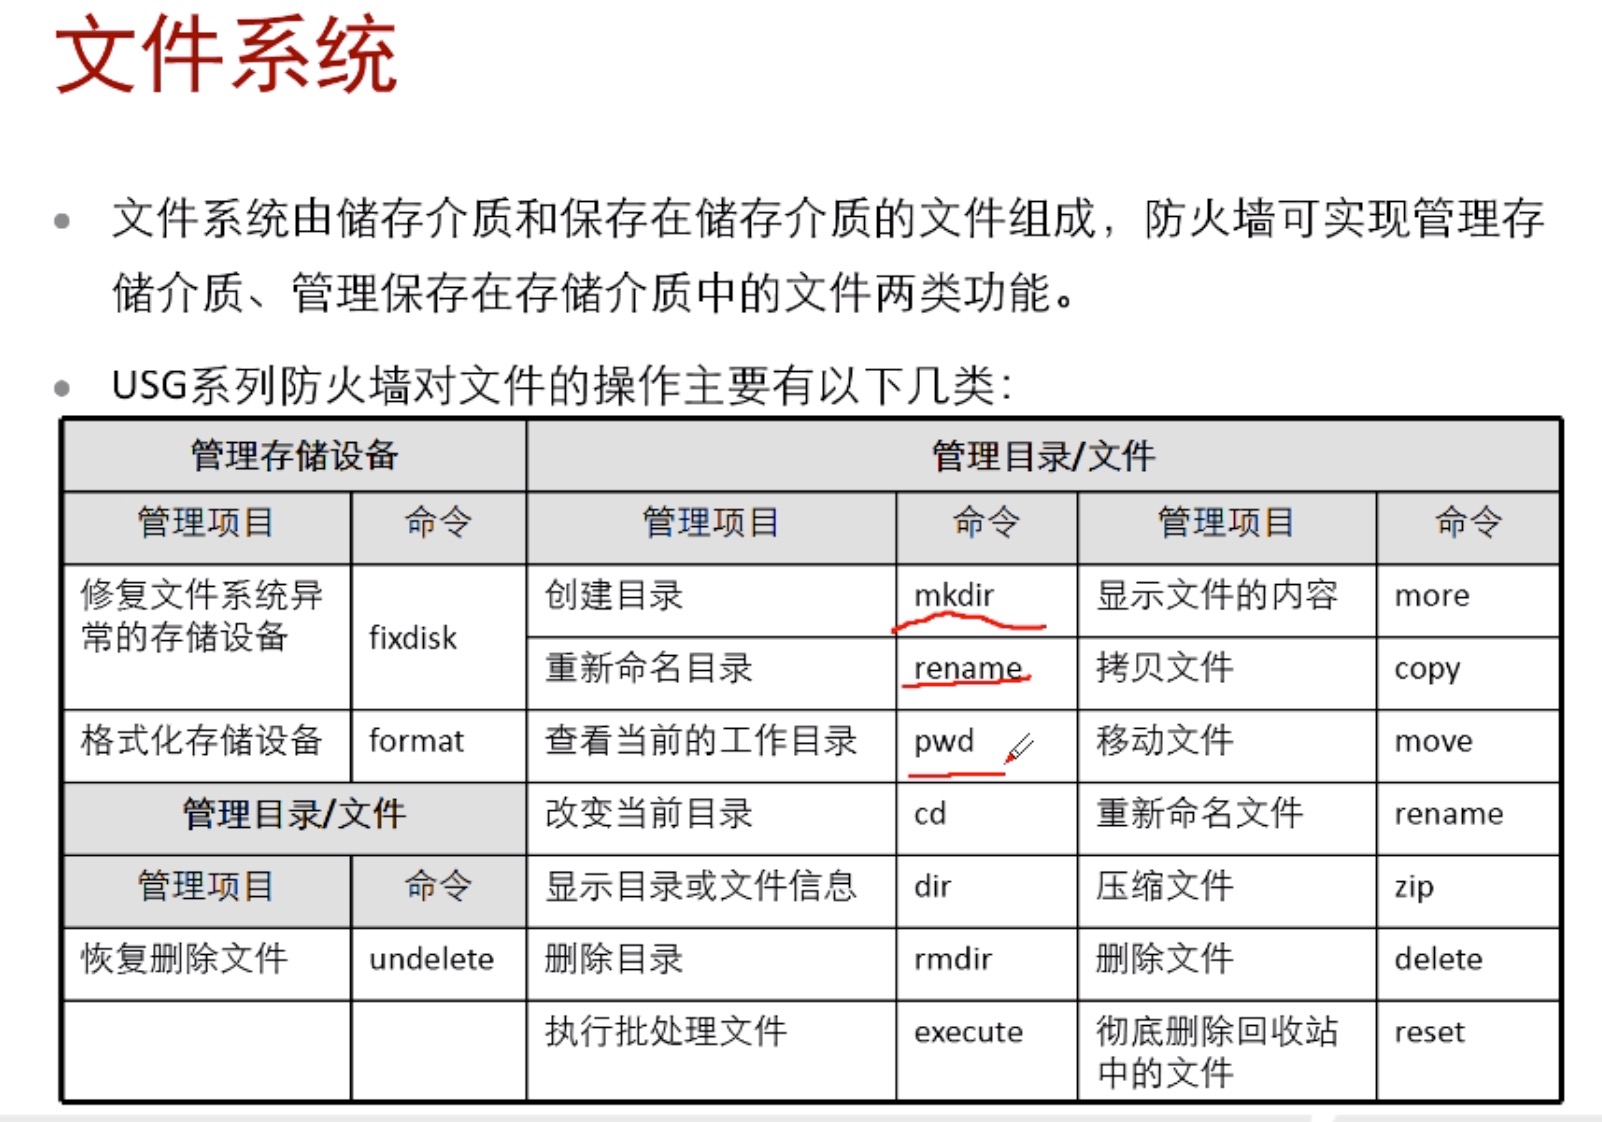 文件系统
文件系统由储存介质和保存在储存介质的文件组成，防火墙可实现管理存
储介质、管理保存在存储介质中的文件两类功能。
USG系列防火墙对文件的操作主要有以下几类：
管理存储设备 管理目录/文件
管理项目 命令 管理项目 命令 管理项目 命令
修复文件系统异
常的存储设备 fixdisk 创建目录 mkdir 显示文件的内容 more
重新命名目录 rename 拷贝文件 copy
格式化存储设备 format 查看当前的工作目录 pwd 移动文件 move
管理目录/文件 改变当前目录 cd 重新命名文件 rename
管理项目 命令 显示目录或文件信息 dir 压缩文件 zip
恢复删除文件 undelete 删除目录 rmdir 删除文件 delete
执行批处理文件 execute 彻底删除回收站
中的文件 reset